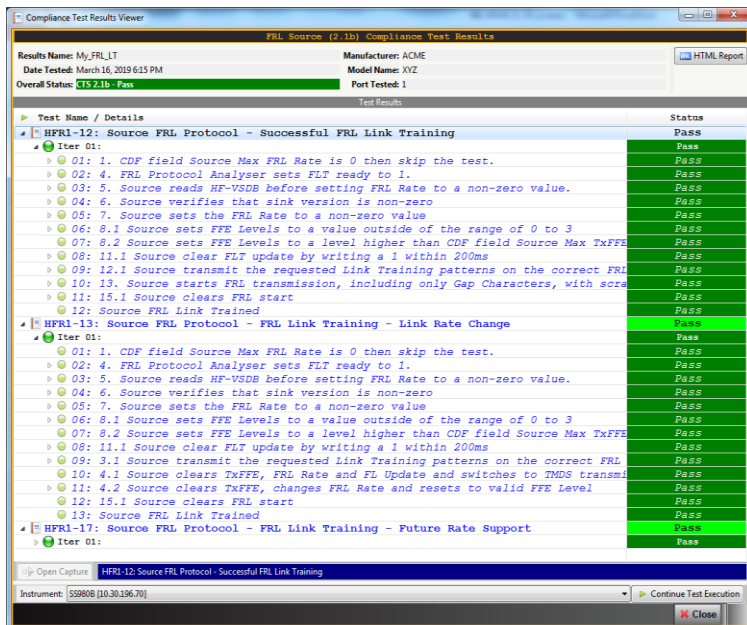 Compliance Test Results Viewer
FRL Source (2.1b) Compliance Test Results
Results Name: My_FRL_LT Manufacturer: ACME HTML Report
Date Tested: March 16, 2019 6:15 PM Model Name: XYZ
Overall Status: CTS 2.1b - Pass Port Tested: 1
Test Results
Test Name / Details Status
HFR1-12: Source FRL Protocol - Successful FRL Link Training Pass
Iter 01: Pass
01: 1. CDF field Source Max FRL Rate is 0 then skip the test. Pass
02: 4. FRL Protocol Analyser sets FLT ready to 1. Pass
03: 5. Source reads HF-VSDB before setting FRL Rate to a non-zero value. Pass
04: 6. Source verifies that sink version is non-zero Pass
05: 7. Source sets the FRL Rate to a non-zero value Pass
06: 8.1 Source sets FFE Levels to a value outside of the range of 0 to 3 Pass
07: 8.2 Source sets FFE Levels to a level higher than CDF field Source Max TxFFE Pass
08: 11.1 Source clear FLT update by writing a 1 within 200ms Pass
09: 12.1 Source transmit the requested Link Training patterns on the correct FRL Pass
10: 13. Source starts FRL transmission, including only Gap Characters, with scra Pass
11: 15.1 Source clears FRL start Pass
12: Source FRL Link Trained Pass
HFR1-13: Source FRL Protocol - FRL Link Training - Link Rate Change Pass
Iter 01: Pass
01: 1. CDF field Source Max FRL Rate is 0 then skip the test. Pass
02: 4. FRL Protocol Analyser sets FLT ready to 1. Pass
03: 5. Source reads HF-VSDB before setting FRL Rate to a non-zero value. Pass
04: 6. Source verifies that sink version is non-zero Pass
05: 7. Source sets the FRL Rate to a non-zero value Pass
06: 8.1 Source sets FFE Levels to a value outside of the range of 0 to 3 Pass
07: 8.2 Source sets FFE Levels to a level higher than CDF field Source Max TxFFE Pass
08: 11.1 Source clear FLT update by writing a 1 within 200ms Pass
09: 3.1 Source transmit the requested Link Training patterns on the correct FRL Pass
10: 4.1 Source clears TxFFE, FRL Rate and FL Update and switches to TMDS transmi Pass
11: 4.2 Source clears TxFFE, changes FRL Rate and resets to valid FFE Level Pass
12: 15.1 Source clears FRL start Pass
13: Source FRL Link Trained Pass
HFR1-17: Source FRL Protocol - FRL Link Training - Future Rate Support Pass
Iter 01: Pass
Open Capture HFR1-12: Source FRL Protocol - Successful FRL Link Training
Instrument: SS980B [10.30.196.70] Continue Test Execution
Close